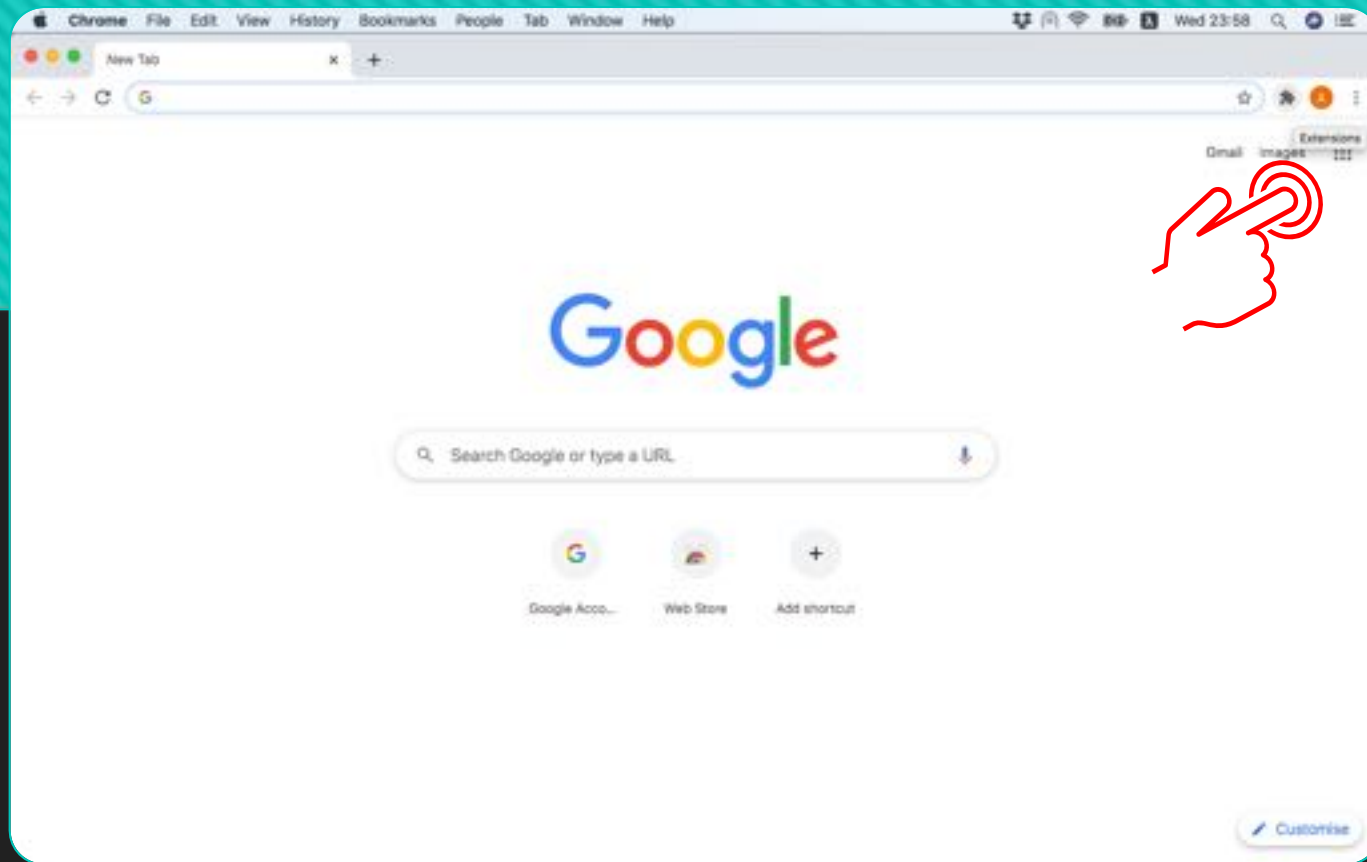 Chrome File Edit View History Bookmarks People Tab Window Help Wed 23:58
New Tab
G
Extensions
Gmail Images
Google
Search Google or type a URL
G
Google Acco... Web Store Add shortcut
Customise